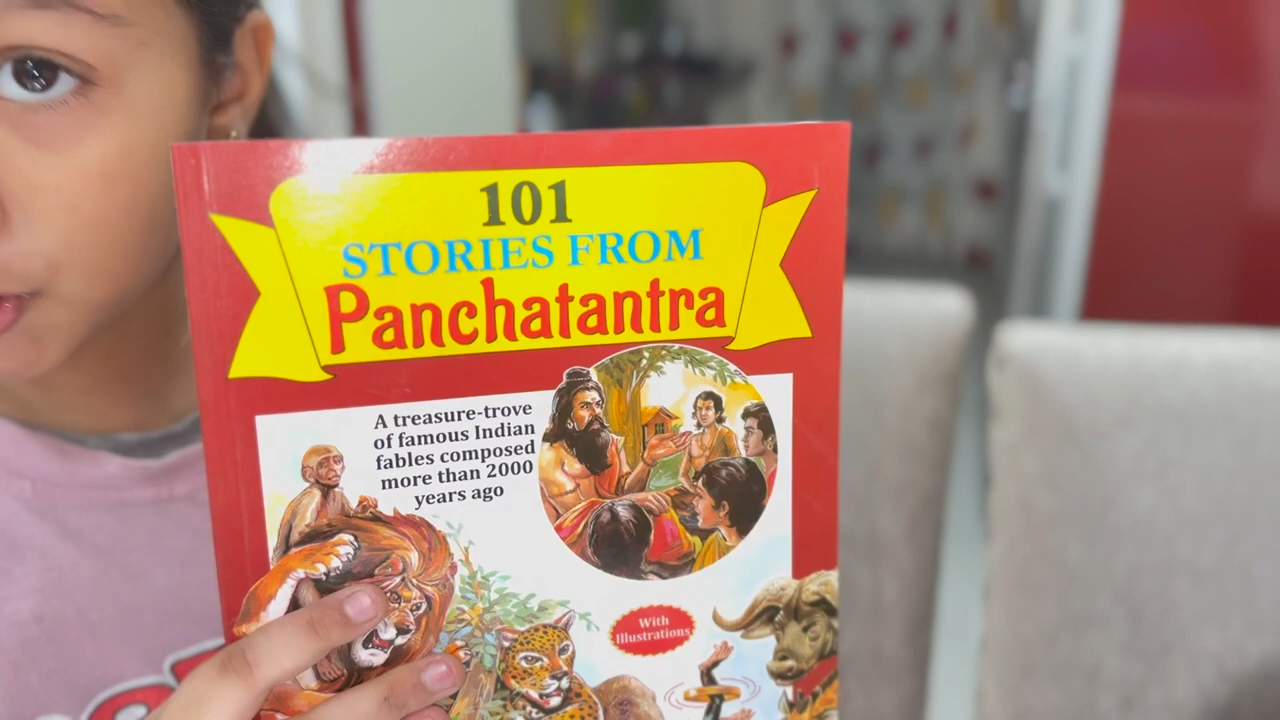 101
STORIES FROM
Panchatantra
A treasure-trove
of famous Indian
fables composed
more than 2000
years ago
With
Illustrations